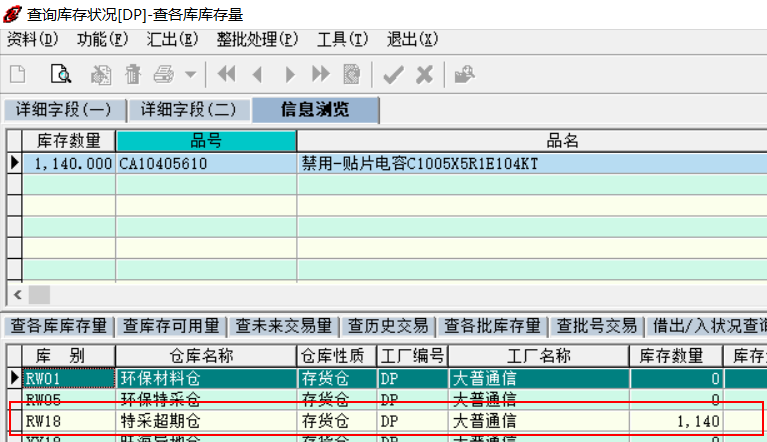 查询库存状况[DP]-查各库库存量
资料(D) 功能(F) 汇出(E) 整批处理(P) 工具(T) 退出(X)
详细字段(一) 详细字段(二) 信息浏览
库存数量 品号 品名
1,140.000 CA10405610 禁用-贴片电容C1005X5R1E104KT
查各库库存量 查库存可用量 查未来交易量 查历史交易 查各批库存量 查批号交易 借出/入状况查
库 别 仓库名称 仓库性质 工厂编号 工厂名称 库存数量 库存
RW01 环保材料仓 存货仓 DP 大普通信 0
RW05 环保特采仓 存货仓 DP 大普通信 0
RW18 特采超期仓 存货仓 DP 大普通信 1,140